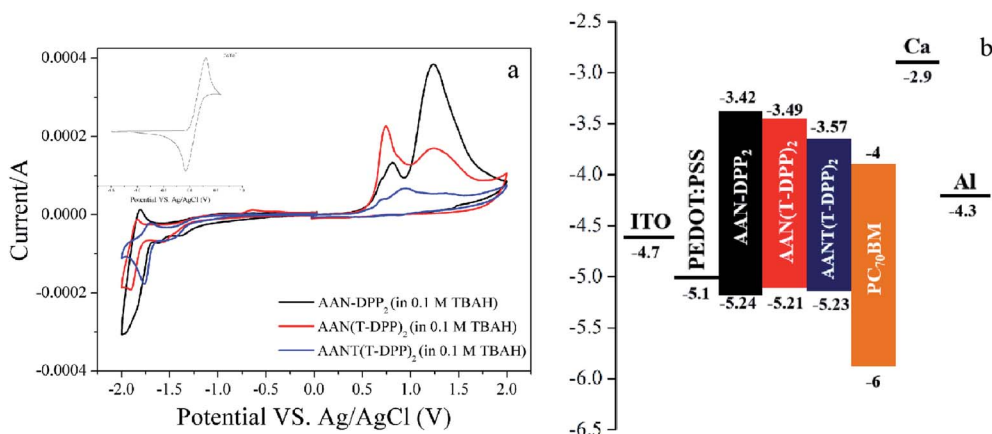 a
0.0004
0.0002
0.0000
-0.0002
-0.0004
Current/A
Potential VS. Ag/AgCl (V)
AAN-DPP₂ (in 0.1 M TBAH)
AAN(T-DPP)₂ (in 0.1 M TBAH)
AANT(T-DPP)₂ (in 0.1 M TBAH)
-2.0 -1.5 -1.0 -0.5 0.0 0.5 1.0 1.5 2.0
Potential VS. Ag/AgCl (V)
b
-2.5
-3.0
-3.5
-4.0
-4.5
-5.0
-5.5
-6.0
-6.5
ITO
-4.7
PEDOT:PSS
-5.1
-3.42
AAN-DPP₂
-5.24
-3.49
AAN(T-DPP)₂
-5.21
-3.57
AANT(T-DPP)₂
-5.23
-4
PC₇₀BM
-6
Ca
-2.9
Al
-4.3